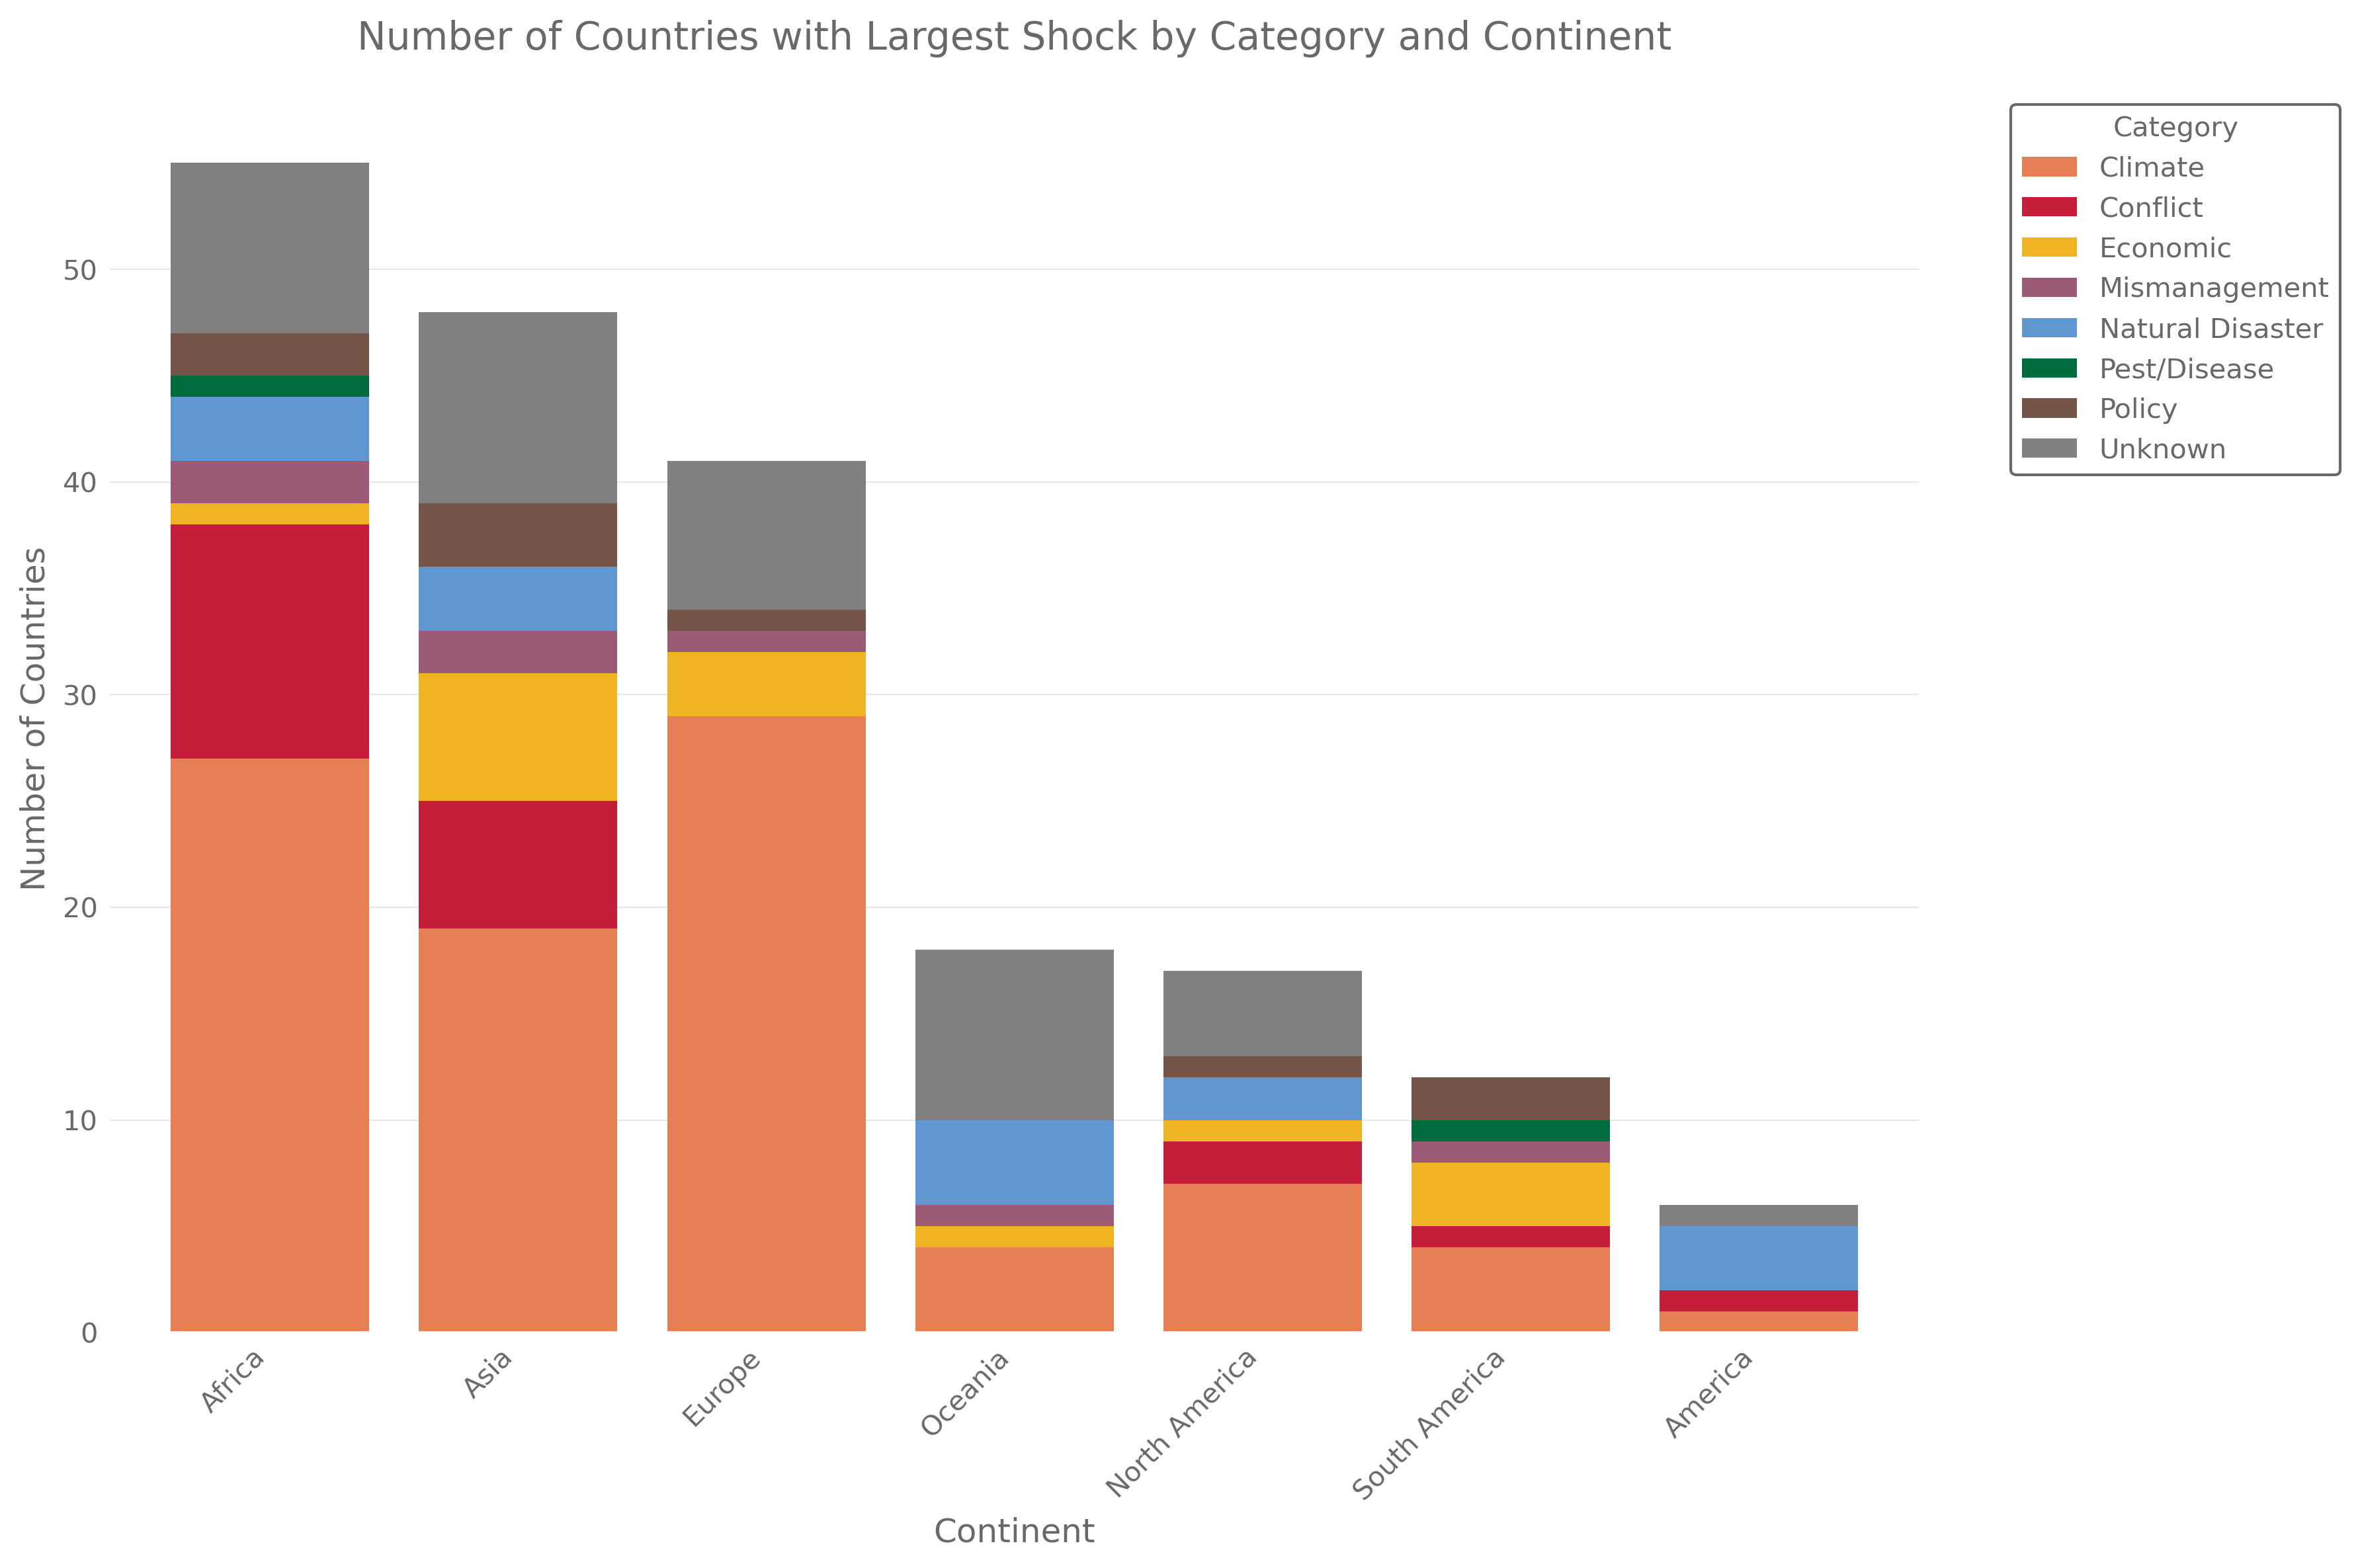 Number of Countries with Largest Shock by Category and Continent
Category
Climate
Conflict
Economic
Mismanagement
Natural Disaster
Pest/Disease
Policy
Unknown
Number of Countries
50
40
30
20
10
0
Africa
Asia
Europe
Oceania
North America
South America
America
Continent